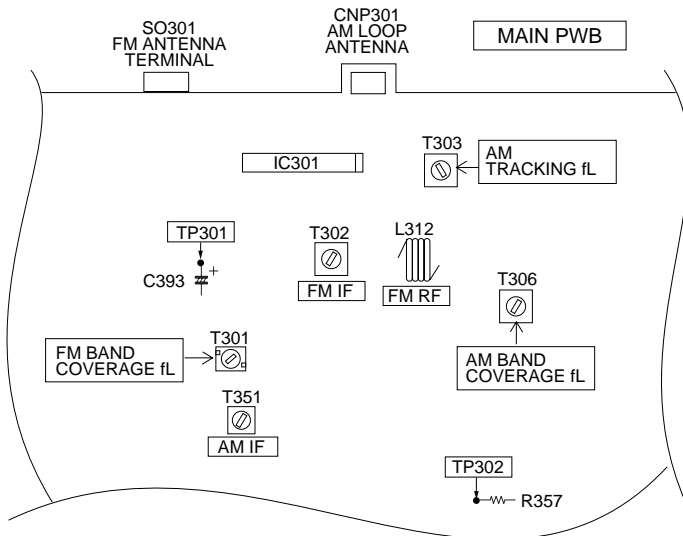 SO301
FM ANTENNA
TERMINAL
CNP301
AM LOOP
ANTENNA
MAIN PWB
IC301
T303
AM
TRACKING fL
TP301
C393
+
T302
FM IF
L312
FM RF
T306
AM BAND
COVERAGE fL
T301
FM BAND
COVERAGE fL
T351
AM IF
TP302
R357